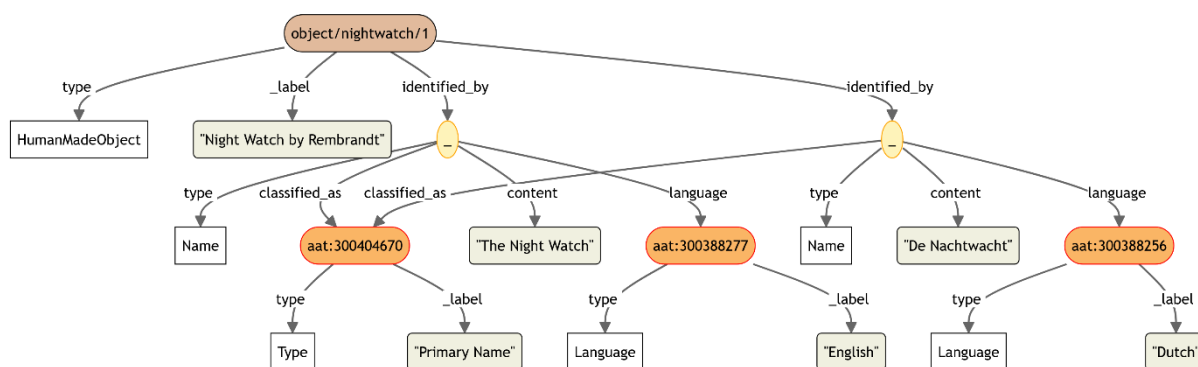 object/nightwatch/1
type
_label
identified_by
identified_by
HumanMadeObject
"Night Watch by Rembrandt"
_
_
type
classified_as
classified_as
content
language
type
content
language
Name
aat:300404670
"The Night Watch"
aat:300388277
Name
"De Nachtwacht"
aat:300388256
type
_label
type
_label
type
_label
Type
"Primary Name"
Language
"English"
Language
"Dutch"